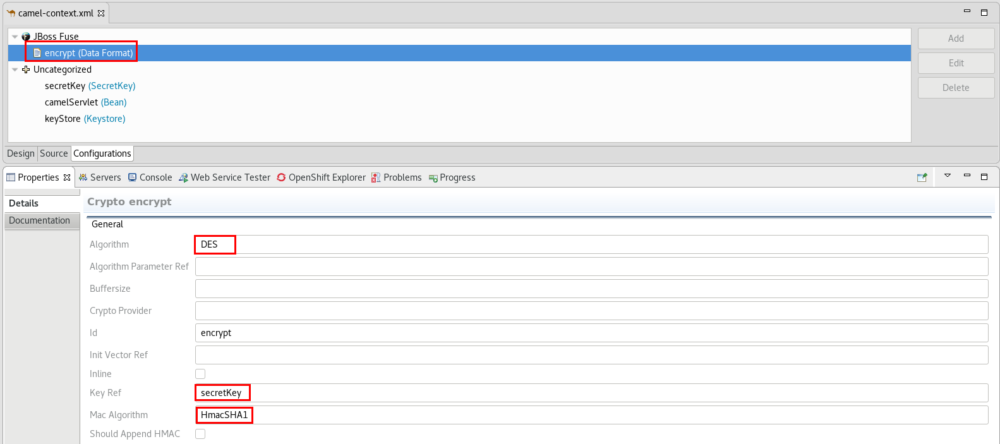 camel-context.xml
JBoss Fuse
encrypt (Data Format)
Uncategorized
secretKey (SecretKey)
camelServlet (Bean)
keyStore (Keystore)
Add
Edit
Delete
Design Source Configurations
Properties Servers Console Web Service Tester OpenShift Explorer Problems Progress
Details
Documentation
Crypto encrypt
General
Algorithm DES
Algorithm Parameter Ref
Buffersize
Crypto Provider
Id encrypt
Init Vector Ref
Inline
Key Ref secretKey
Mac Algorithm HmacSHA1
Should Append HMAC